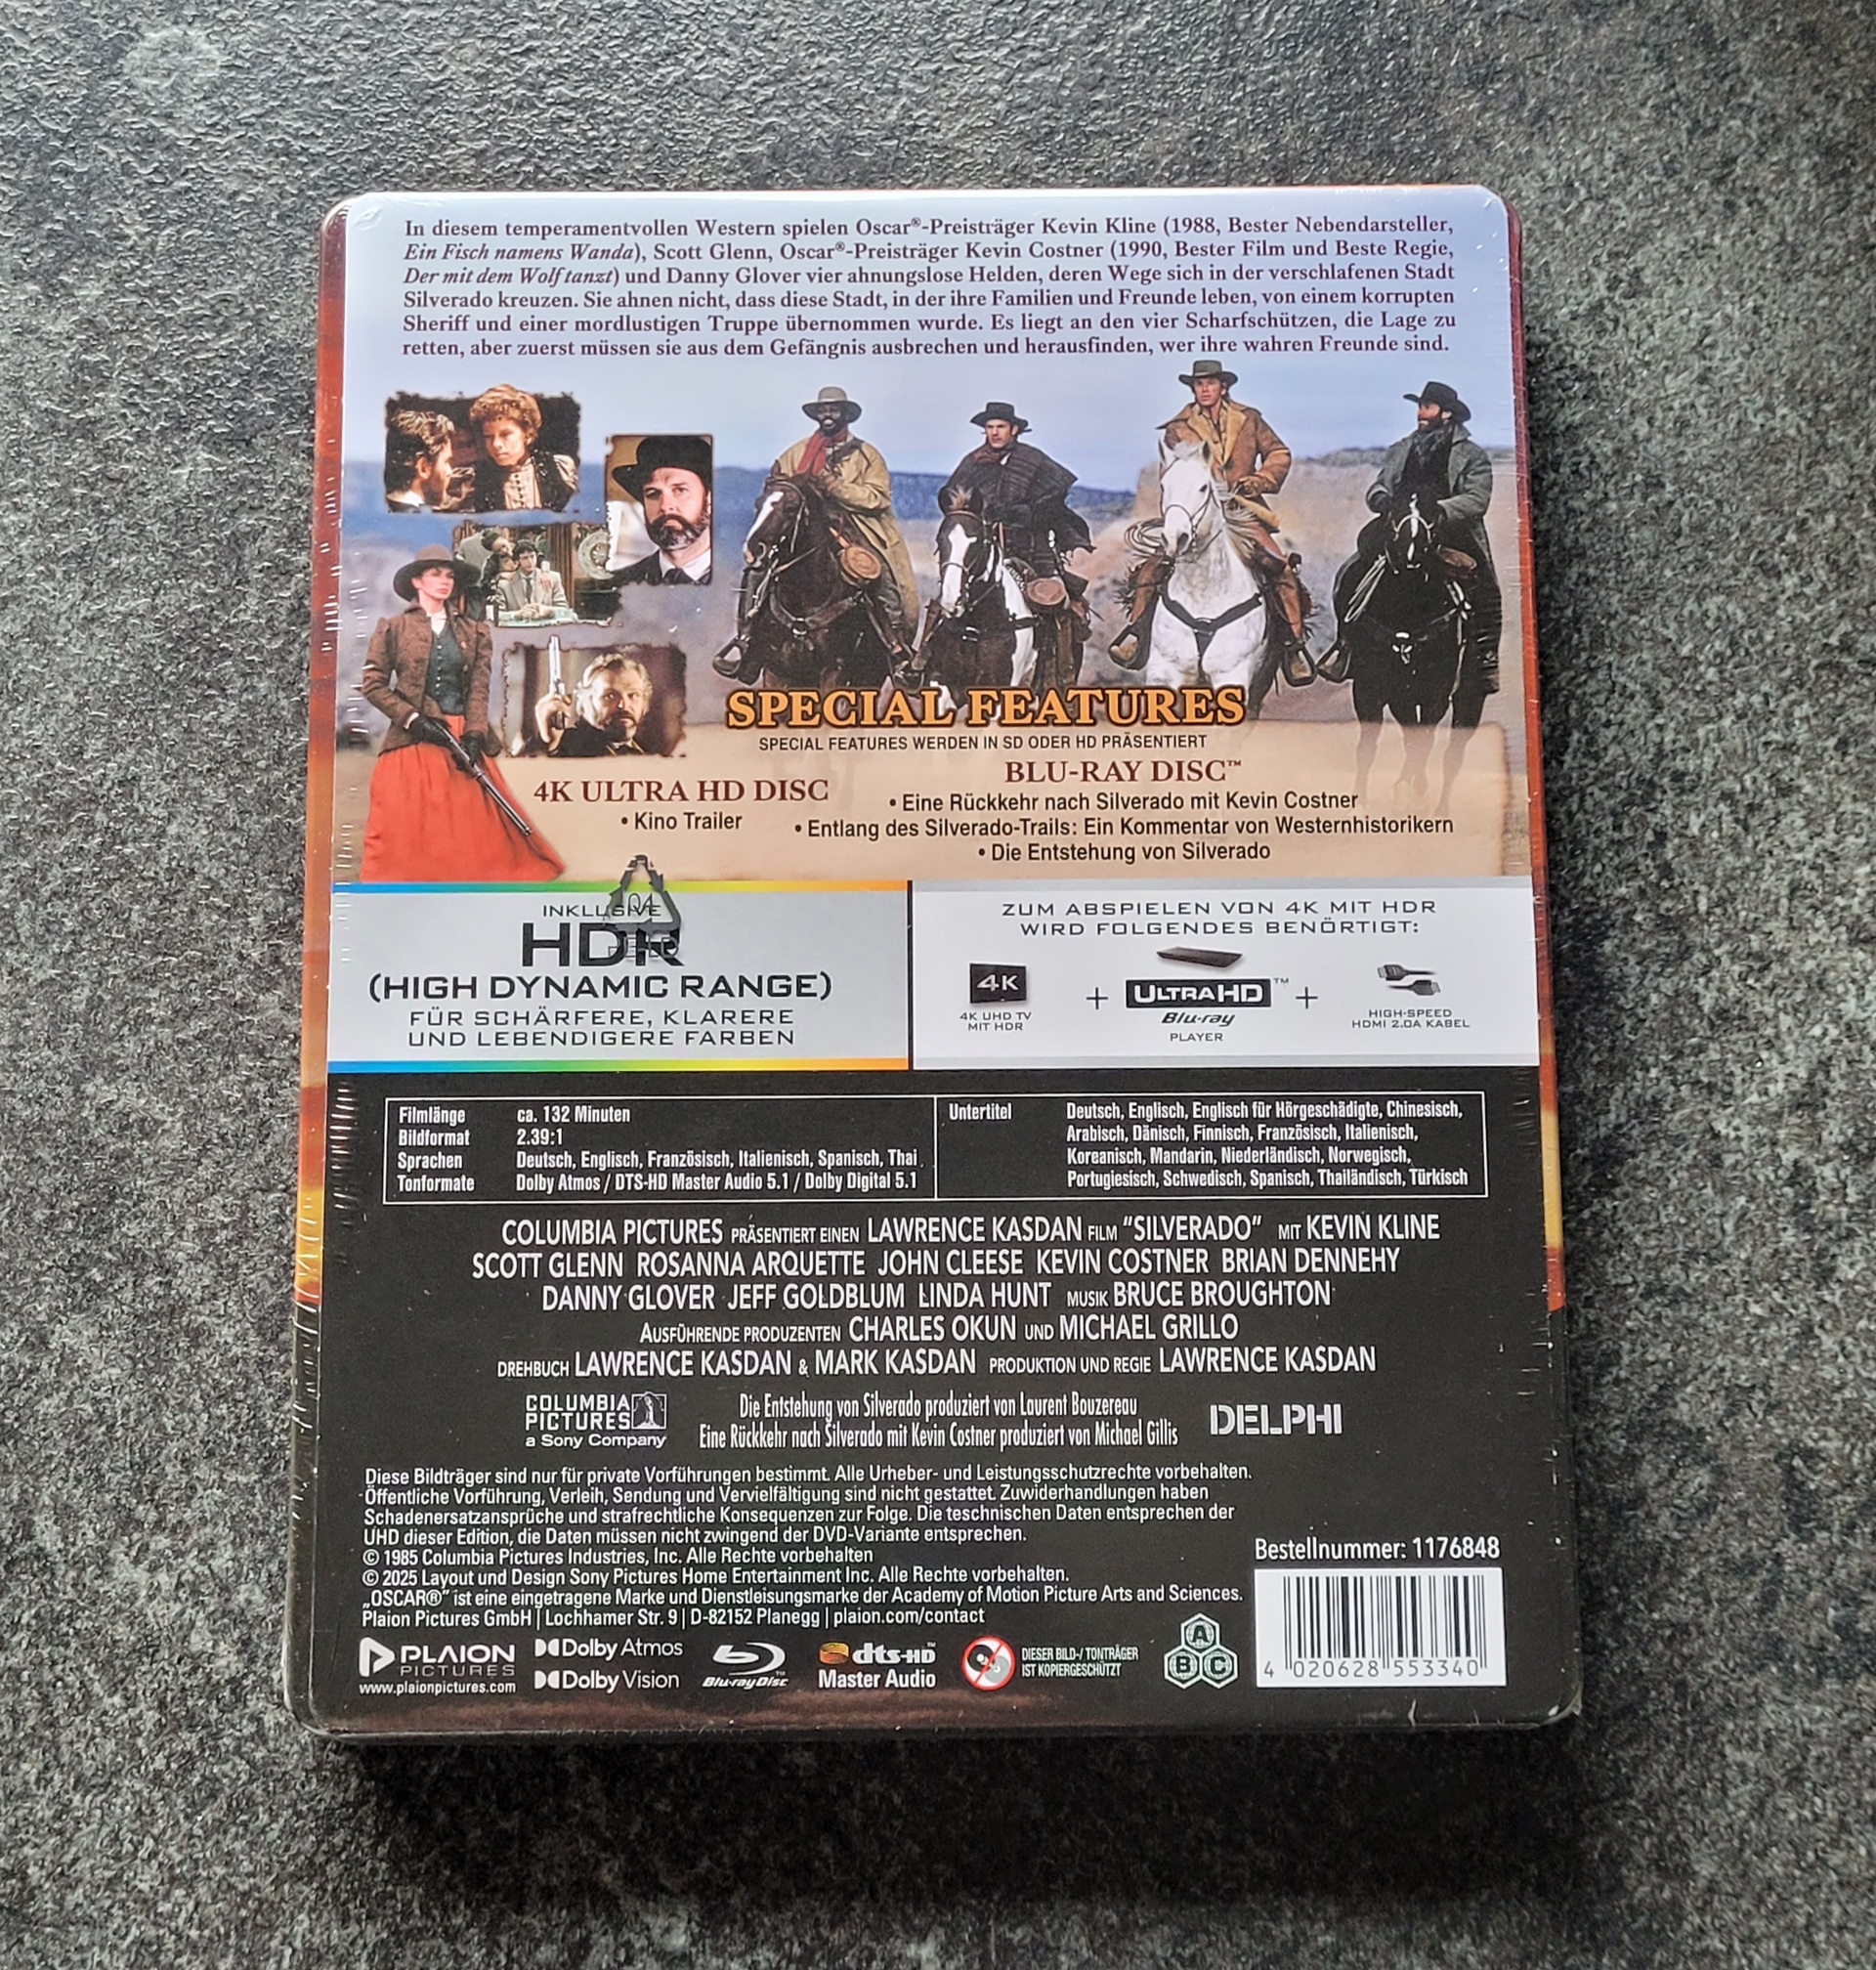 In diesem temperamentvollen Western spielen Oscar®-Preisträger Kevin Kline (1988, Bester Nebendarsteller,
Ein Fisch namens Wanda), Scott Glenn, Oscar®-Preisträger Kevin Costner (1990, Bester Film und Beste Regie,
Der mit dem Wolf tanzt) und Danny Glover vier ahnungslose Helden, deren Wege sich in der verschlafenen Stadt
Silverado kreuzen. Sie ahnen nicht, dass diese Stadt, in der ihre Familien und Freunde leben, von einem korrupten
Sheriff und einer mordlustigen Truppe übernommen wurde. Es liegt an den vier Scharfschützen, die Lage zu
retten, aber zuerst müssen sie aus dem Gefängnis ausbrechen und herausfinden, wer ihre wahren Freunde sind.
SPECIAL FEATURES
SPECIAL FEATURES WERDEN IN SD ODER HD PRÄSENTIERT
4K ULTRA HD DISC
• Kino Trailer
BLU-RAY DISC™
• Eine Rückkehr nach Silverado mit Kevin Costner
• Entlang des Silverado-Trails: Ein Kommentar von Westernhistorikern
• Die Entstehung von Silverado
04
INKLUSIVE
HDR
(HIGH DYNAMIC RANGE)
FÜR SCHÄRFERE, KLARERE
UND LEBENDIGERE FARBEN
ZUM ABSPIELEN VON 4K MIT HDR
WIRD FOLGENDES BENÖTIGT:
4K
4K UHD TV
MIT HDR
+
ULTRA HD™
Blu-ray
PLAYER
+
HIGH-SPEED
HDMI 2.0A KABEL
Filmlänge ca. 132 Minuten
Bildformat 2.39:1
Sprachen Deutsch, Englisch, Französisch, Italienisch, Spanisch, Thai
Tonformate Dolby Atmos / DTS-HD Master Audio 5.1 / Dolby Digital 5.1
Untertitel Deutsch, Englisch, Englisch für Hörgeschädigte, Chinesisch,
Arabisch, Dänisch, Finnisch, Französisch, Italienisch,
Koreanisch, Mandarin, Niederländisch, Norwegisch,
Portugiesisch, Schwedisch, Spanisch, Thailändisch, Türkisch
COLUMBIA PICTURES PRÄSENTIERT EINEN LAWRENCE KASDAN FILM "SILVERADO" MIT KEVIN KLINE
SCOTT GLENN ROSANNA ARQUETTE JOHN CLEESE KEVIN COSTNER BRIAN DENNEHY
DANNY GLOVER JEFF GOLDBLUM LINDA HUNT MUSIK BRUCE BROUGHTON
AUSFÜHRENDE PRODUZENTEN CHARLES OKUN UND MICHAEL GRILLO
DREHBUCH LAWRENCE KASDAN & MARK KASDAN PRODUKTION UND REGIE LAWRENCE KASDAN
COLUMBIA
PICTURES
a Sony Company
Die Entstehung von Silverado produziert von Laurent Bouzereau
Eine Rückkehr nach Silverado mit Kevin Costner produziert von Michael Gillis
DELPHI
Diese Bildträger sind nur für private Vorführungen bestimmt. Alle Urheber- und Leistungsschutzrechte vorbehalten.
Öffentliche Vorführung, Verleih, Sendung und Vervielfältigung sind nicht gestattet. Zuwiderhandlungen haben
Schadenersatzansprüche und strafrechtliche Konsequenzen zur Folge. Die teschnischen Daten entsprechen der
UHD dieser Edition, die Daten müssen nicht zwingend der DVD-Variante entsprechen.
© 1985 Columbia Pictures Industries, Inc. Alle Rechte vorbehalten
© 2025 Layout und Design Sony Pictures Home Entertainment Inc. Alle Rechte vorbehalten.
„OSCAR®" ist eine eingetragene Marke und Dienstleisungsmarke der Academy of Motion Picture Arts and Sciences.
Plaion Pictures GmbH | Lochhamer Str. 9 | D-82152 Planegg | plaion.com/contact
Bestellnummer: 1176848
PLAION
PICTURES
www.plaionpictures.com
Dolby Atmos
Dolby Vision
Blu-ray Disc™
dts-HD™
Master Audio
DIESER BILD-/ TONTRÄGER
IST KOPIERGESCHÜTZT
A
B C
4 020628 553340